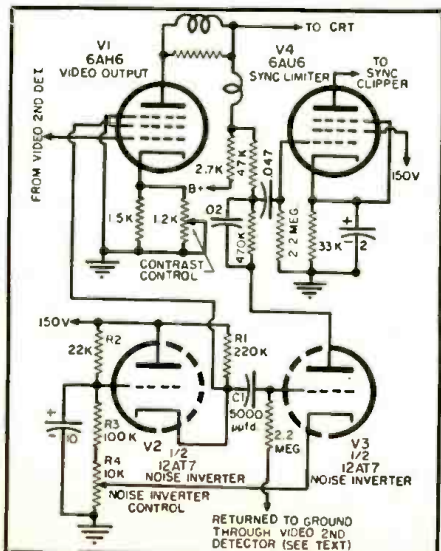 TO CRT
V1
6AH6
VIDEO OUTPUT
V4
6AU6
SYNC LIMITER
TO
SYNC
CLIPPER
FROM VIDEO 2ND DET
2.7K
47K
.047
150V
B+
1.5K
1.2K
.02
470K
2.2 MEG.
33K
+
2
CONTRAST
CONTROL
150V
R2
22K
R1
220K
R3
100K
V2
1/2
12AT7
NOISE INVERTER
C1
5000
μμfd.
2.2
MEG
V3
1/2
12AT7
NOISE INVERTER
+
10
R4
10K
NOISE INVERTER
CONTROL
RETURNED TO GROUND
THROUGH VIDEO 2ND
DETECTOR (SEE TEXT)